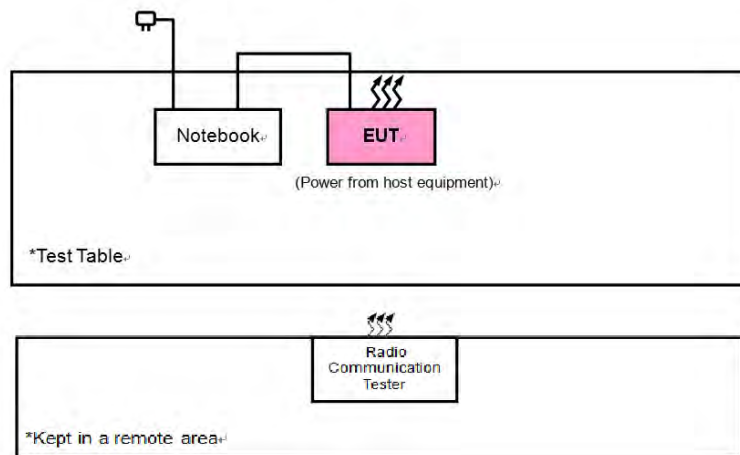 Notebook
EUT
(Power from host equipment)
*Test Table
Radio
Communication
Tester
*Kept in a remote area